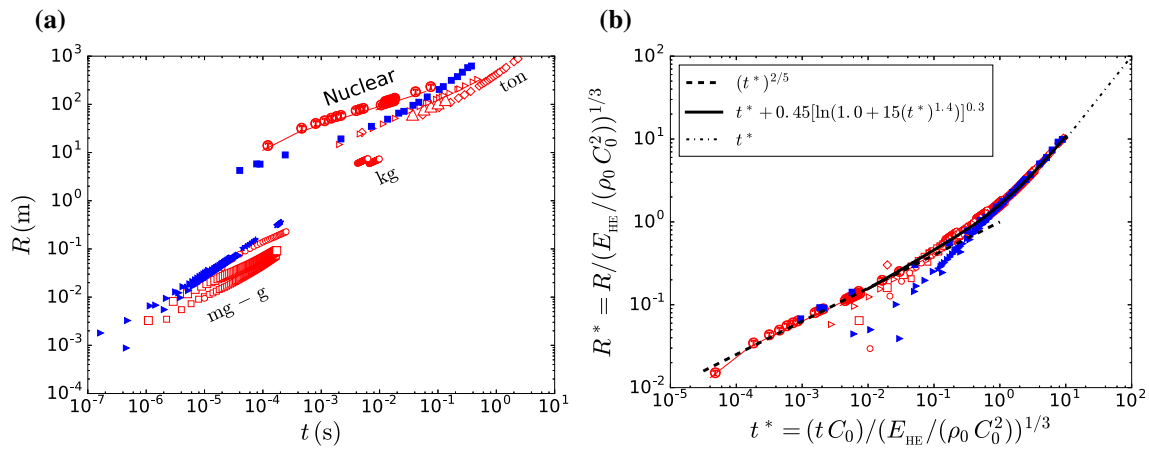 (a)
10^3
10^2
10^1
10^0
10^-1
10^-2
10^-3
10^-4
R (m)
Nuclear
ton
kg
mg − g
10^-7 10^-6 10^-5 10^-4 10^-3 10^-2 10^-1 10^0 10^1
t (s)
(b)
10^2
10^1
10^0
10^-1
10^-2
R* = R/(E_HE/(ρ_0 C_0^2))^1/3
(t*)^2/5
t* + 0.45[ln(1.0 + 15(t*)^1.4)]^0.3
t*
10^-5 10^-4 10^-3 10^-2 10^-1 10^0 10^1 10^2
t* = (t C_0)/(E_HE/(ρ_0 C_0^2))^1/3